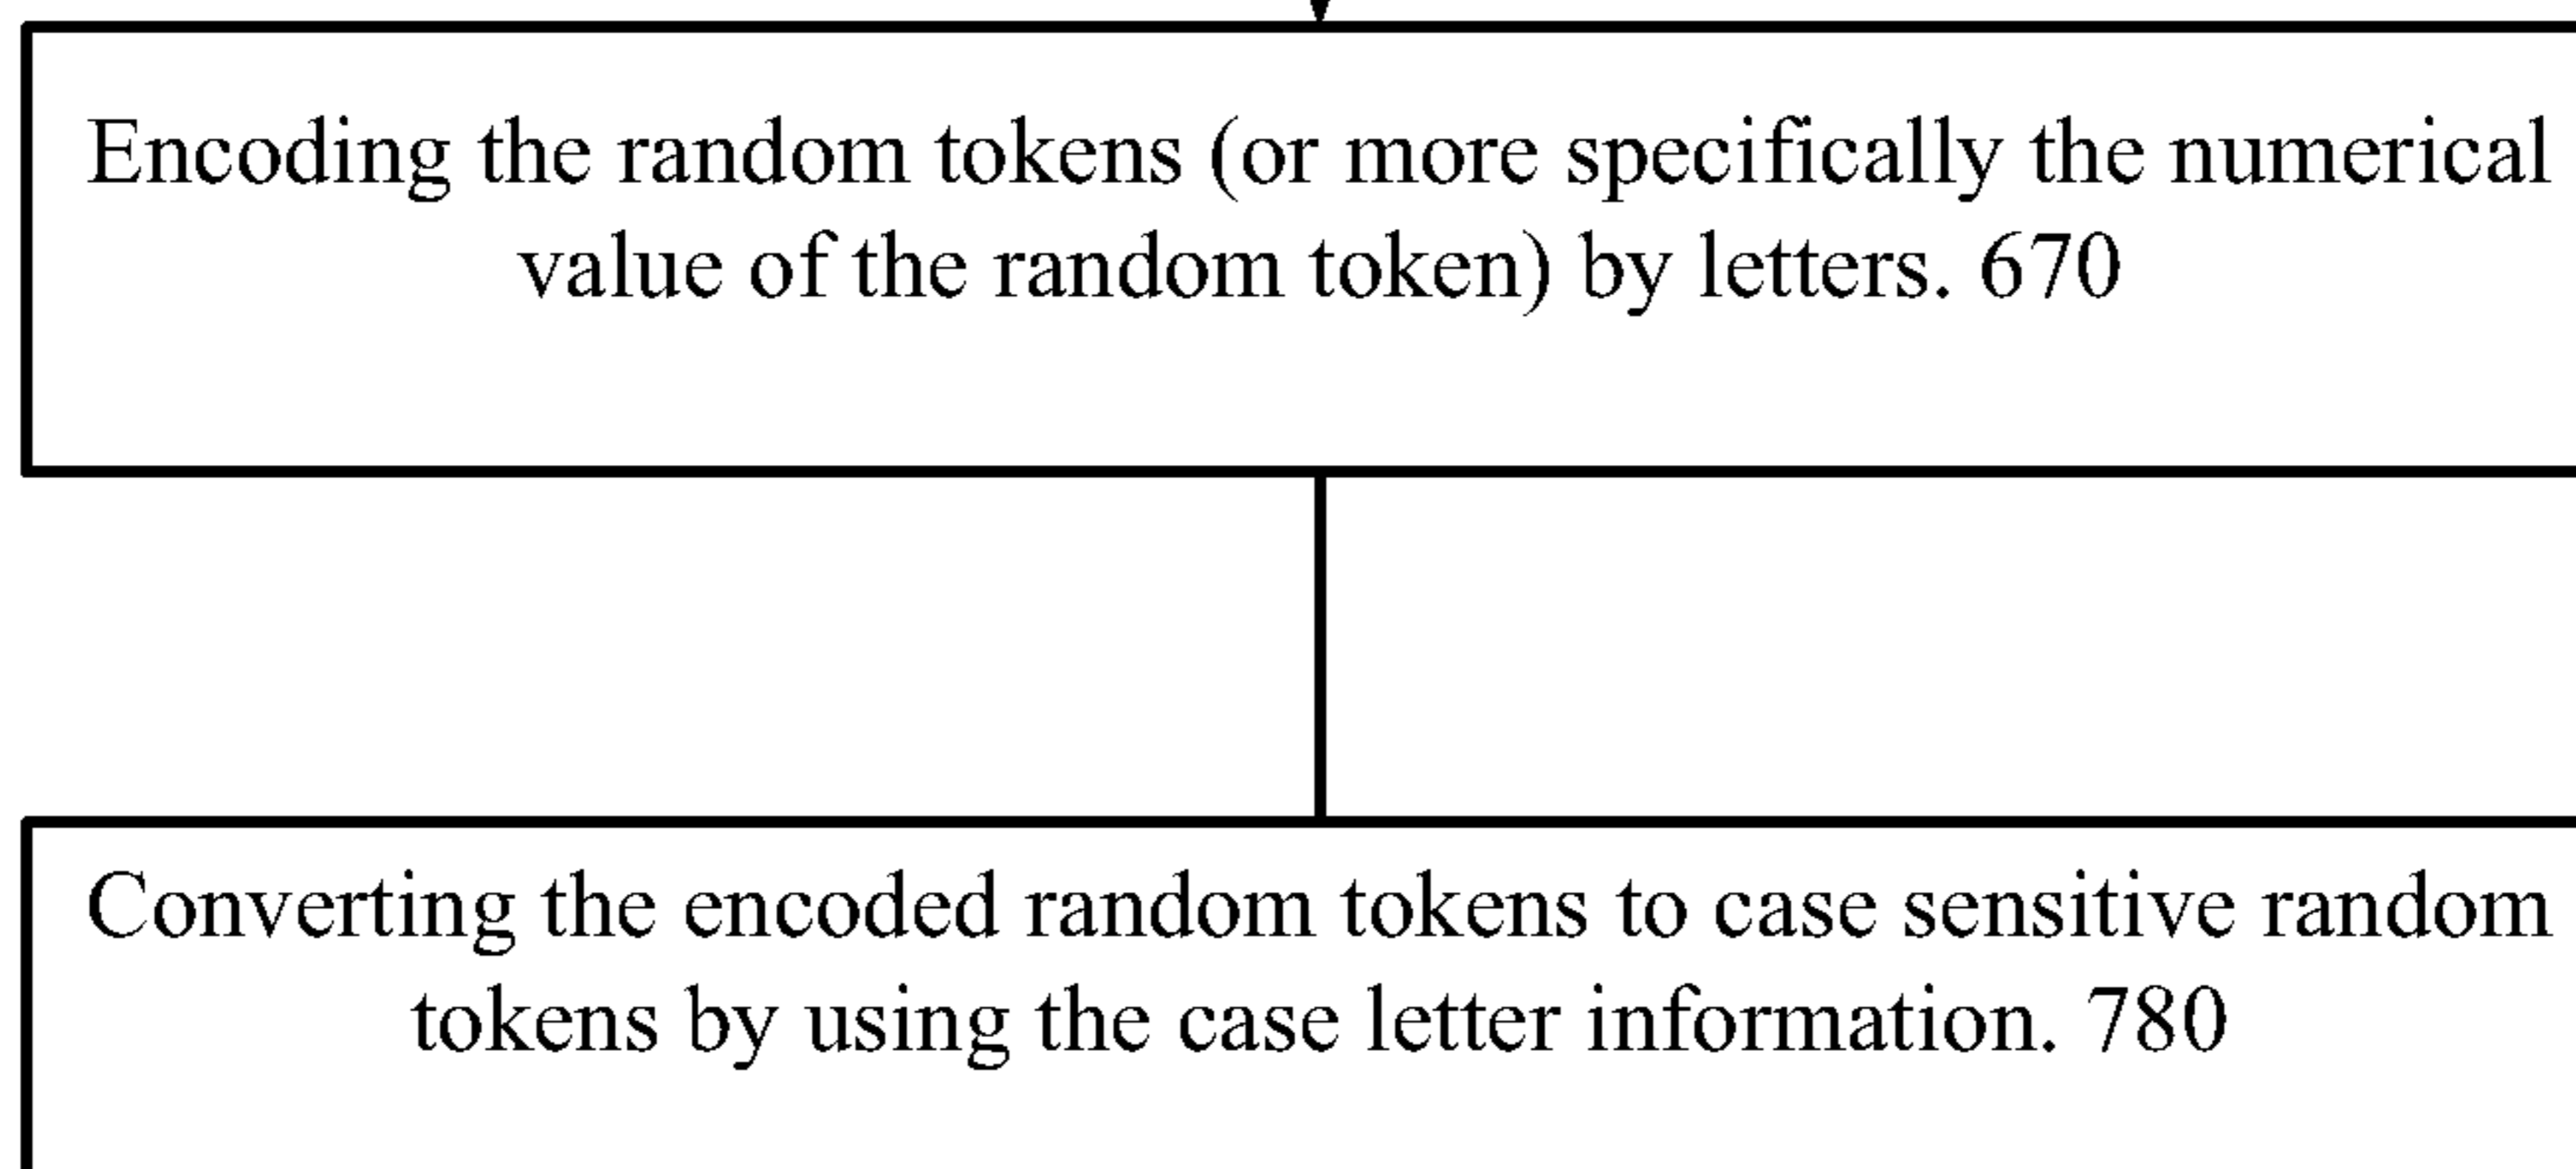 Encoding the random tokens (or more specifically the numerical
value of the random token) by letters. 670
Converting the encoded random tokens to case sensitive random
tokens by using the case letter information. 780